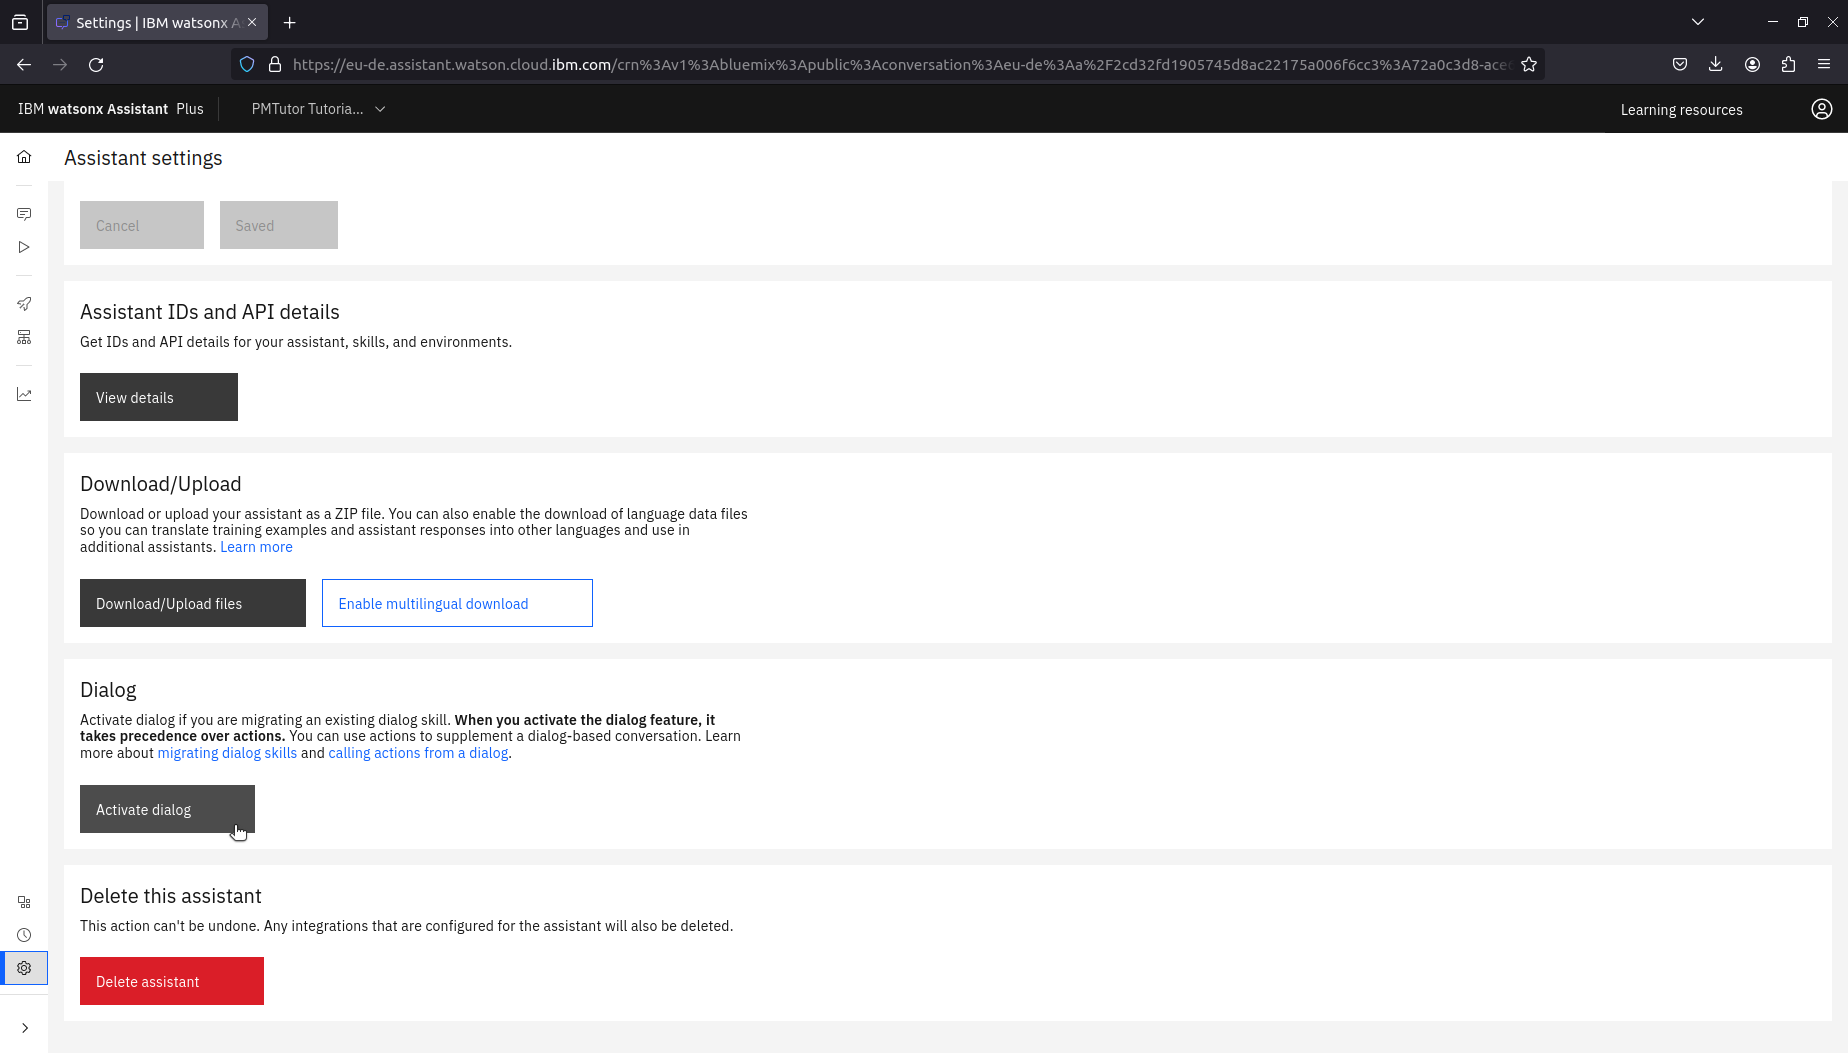 Settings | IBM watsonx A
https://eu-de.assistant.watson.cloud.ibm.com/crn%3Av1%3Abluemix%3Apublic%3Aconversation%3Aeu-de%3Aa%2F2cd32fd1905745d8ac22175a006f6cc3%3A72a0c3d8-acec
IBM watsonx Assistant Plus
PMTutor Tutoria...
Learning resources
Assistant settings
Cancel
Saved
Assistant IDs and API details
Get IDs and API details for your assistant, skills, and environments.
View details
Download/Upload
Download or upload your assistant as a ZIP file. You can also enable the download of language data files
so you can translate training examples and assistant responses into other languages and use in
additional assistants. Learn more
Download/Upload files
Enable multilingual download
Dialog
Activate dialog if you are migrating an existing dialog skill. When you activate the dialog feature, it
takes precedence over actions. You can use actions to supplement a dialog-based conversation. Learn
more about migrating dialog skills and calling actions from a dialog.
Activate dialog
Delete this assistant
This action can't be undone. Any integrations that are configured for the assistant will also be deleted.
Delete assistant